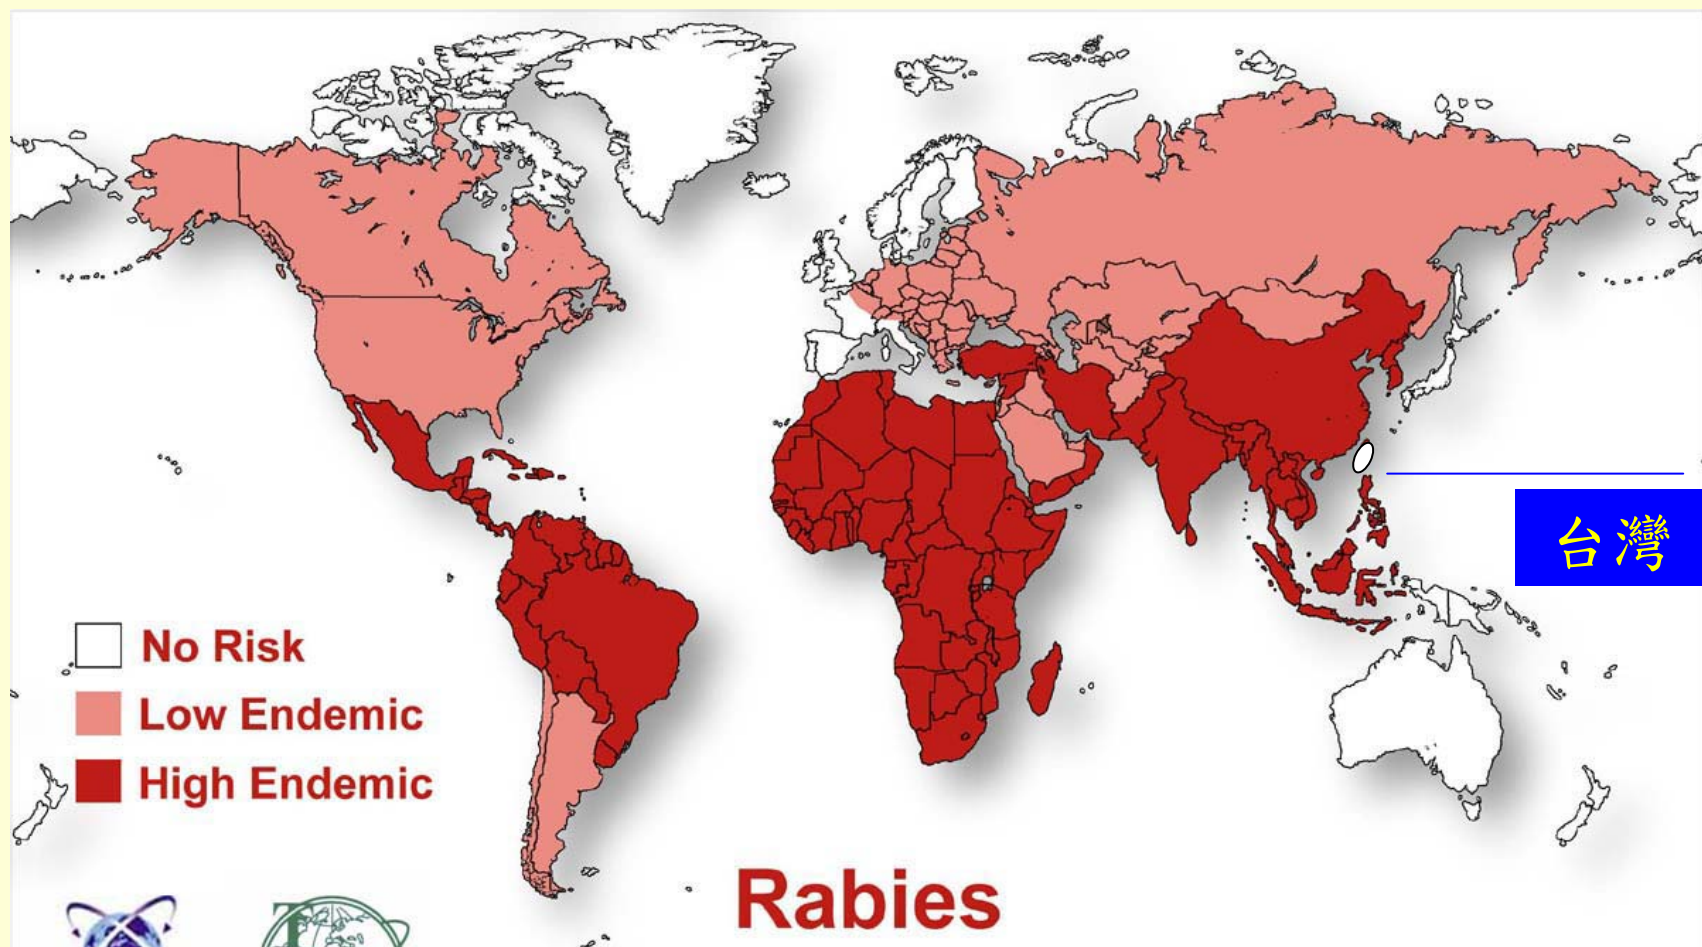 台灣
No Risk
Low Endemic
High Endemic
Rabies
T